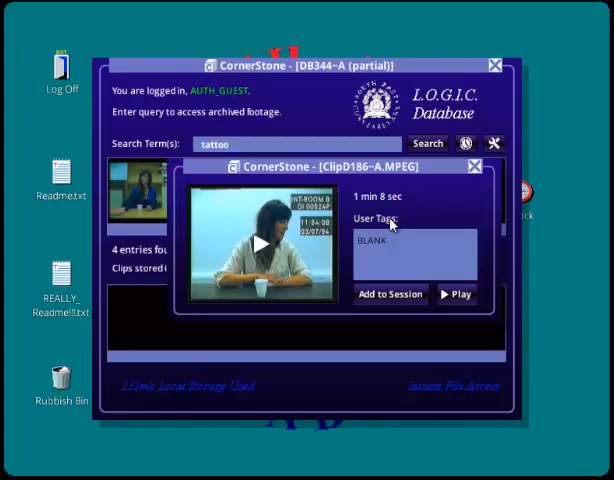 Log Off
Readme.txt
REALLY_
Readme!!!.txt
Rubbish Bin
CornerStone - [DB344~A (partial)]
You are logged in, AUTH_GUEST.
Enter query to access archived footage.
L.O.G.I.C.
Database
Search Term(s):
tattoo
Search
CornerStone - [ClipD186~A.MPEG]
INT-ROOM B
11:54:08
03/07/94
1 min 8 sec
User Tags:
BLANK
Add to Session
Play
4 entries fou
Clips stored i
232mb Local Storage Used
Instant File Access